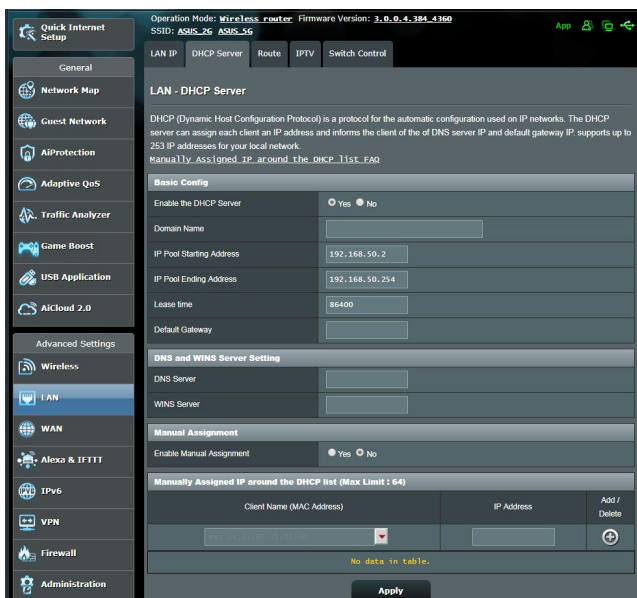 Quick Internet
Setup
Operation Mode: Wireless router Firmware Version: 3.0.0.4.384_4360
SSID: ASUS_2G ASUS_5G
App
LAN IP DHCP Server Route IPTV Switch Control
General
Network Map
Guest Network
AiProtection
Adaptive QoS
Traffic Analyzer
Game Boost
USB Application
AiCloud 2.0
Advanced Settings
Wireless
LAN
WAN
Alexa & IFTTT
IPv6
VPN
Firewall
Administration
LAN - DHCP Server
DHCP (Dynamic Host Configuration Protocol) is a protocol for the automatic configuration used on IP networks. The DHCP
server can assign each client an IP address and informs the client of the of DNS server IP and default gateway IP. supports up to
253 IP addresses for your local network.
Manually Assigned IP around the DHCP list FAQ
Basic Config
Enable the DHCP Server Yes No
Domain Name
IP Pool Starting Address 192.168.50.2
IP Pool Ending Address 192.168.50.254
Lease time 86400
Default Gateway
DNS and WINS Server Setting
DNS Server
WINS Server
Manual Assignment
Enable Manual Assignment Yes No
Manually Assigned IP around the DHCP list (Max Limit : 64)
Client Name (MAC Address) IP Address Add /
Delete
No data in table.
Apply